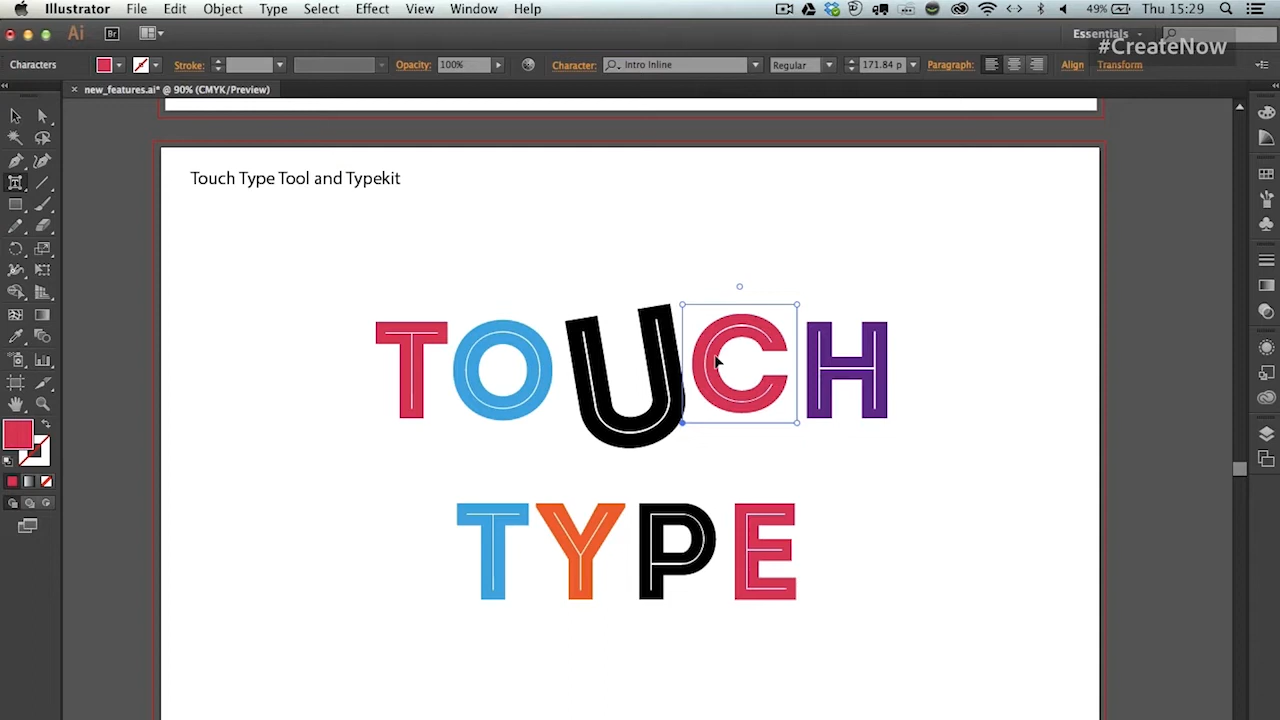 Illustrator File Edit Object Type Select Effect View Window Help 49% Thu 15:29
Ai Br Essentials
#CreateNow
Characters Stroke: Opacity: 100% Character: Intro Inline Regular 171.84 p Paragraph: Align Transform
× new_features.ai* @ 90% (CMYK/Preview)
Touch Type Tool and Typekit
TOUCH
TYPE